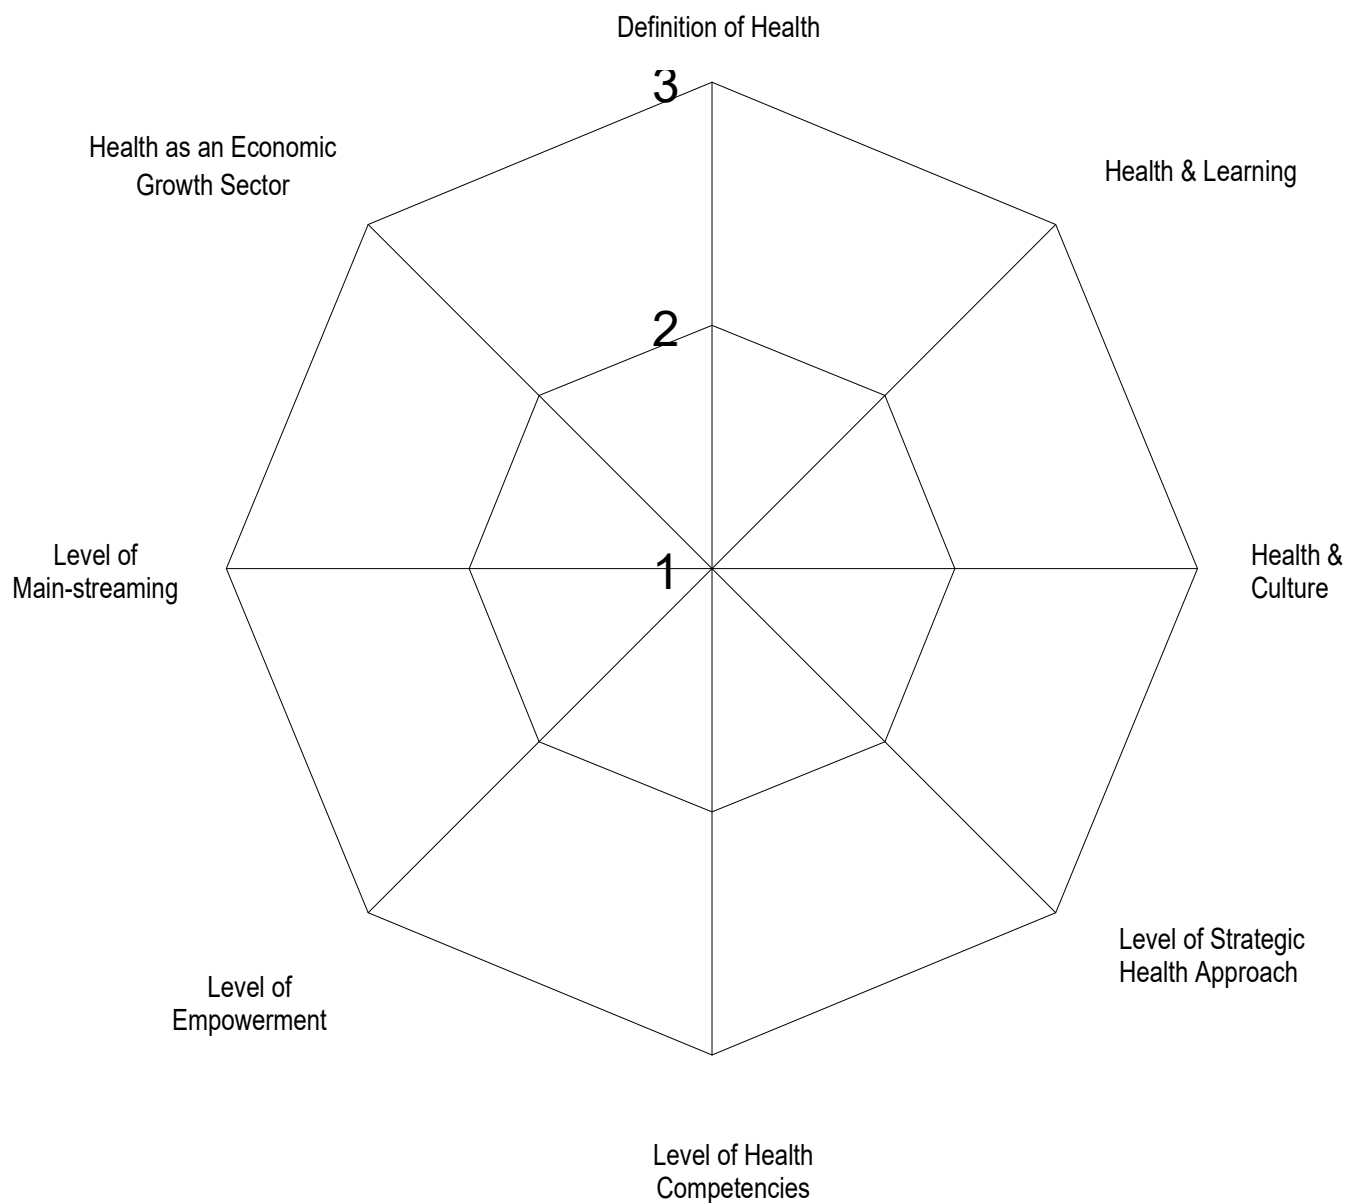 Definition of Health
3
Health as an Economic
Growth Sector
Health & Learning
2
Level of
Main-streaming
1
Health &
Culture
Level of Strategic
Health Approach
Level of
Empowerment
Level of Health
Competencies